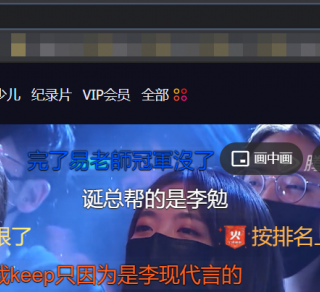 少儿 纪录片 VIP会员 全部
完了易老師冠軍沒了
画中画
诞总帮的是李勉
很了
按排名
keep只因为是李现代言的